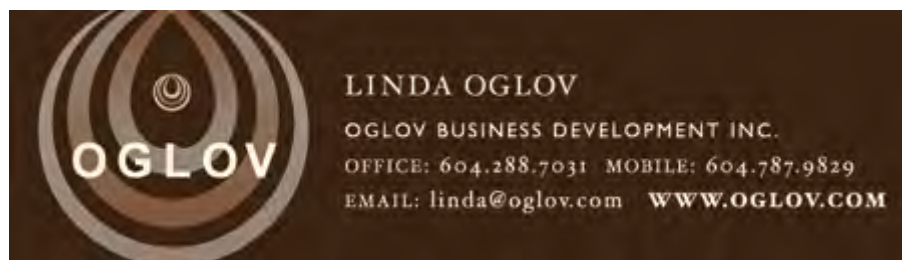 OGLOV
LINDA OGLOV
OGLOV BUSINESS DEVELOPMENT INC.
OFFICE: 604.288.7031 MOBILE: 604.787.9829
EMAIL: linda@oglov.com WWW.OGLOV.COM